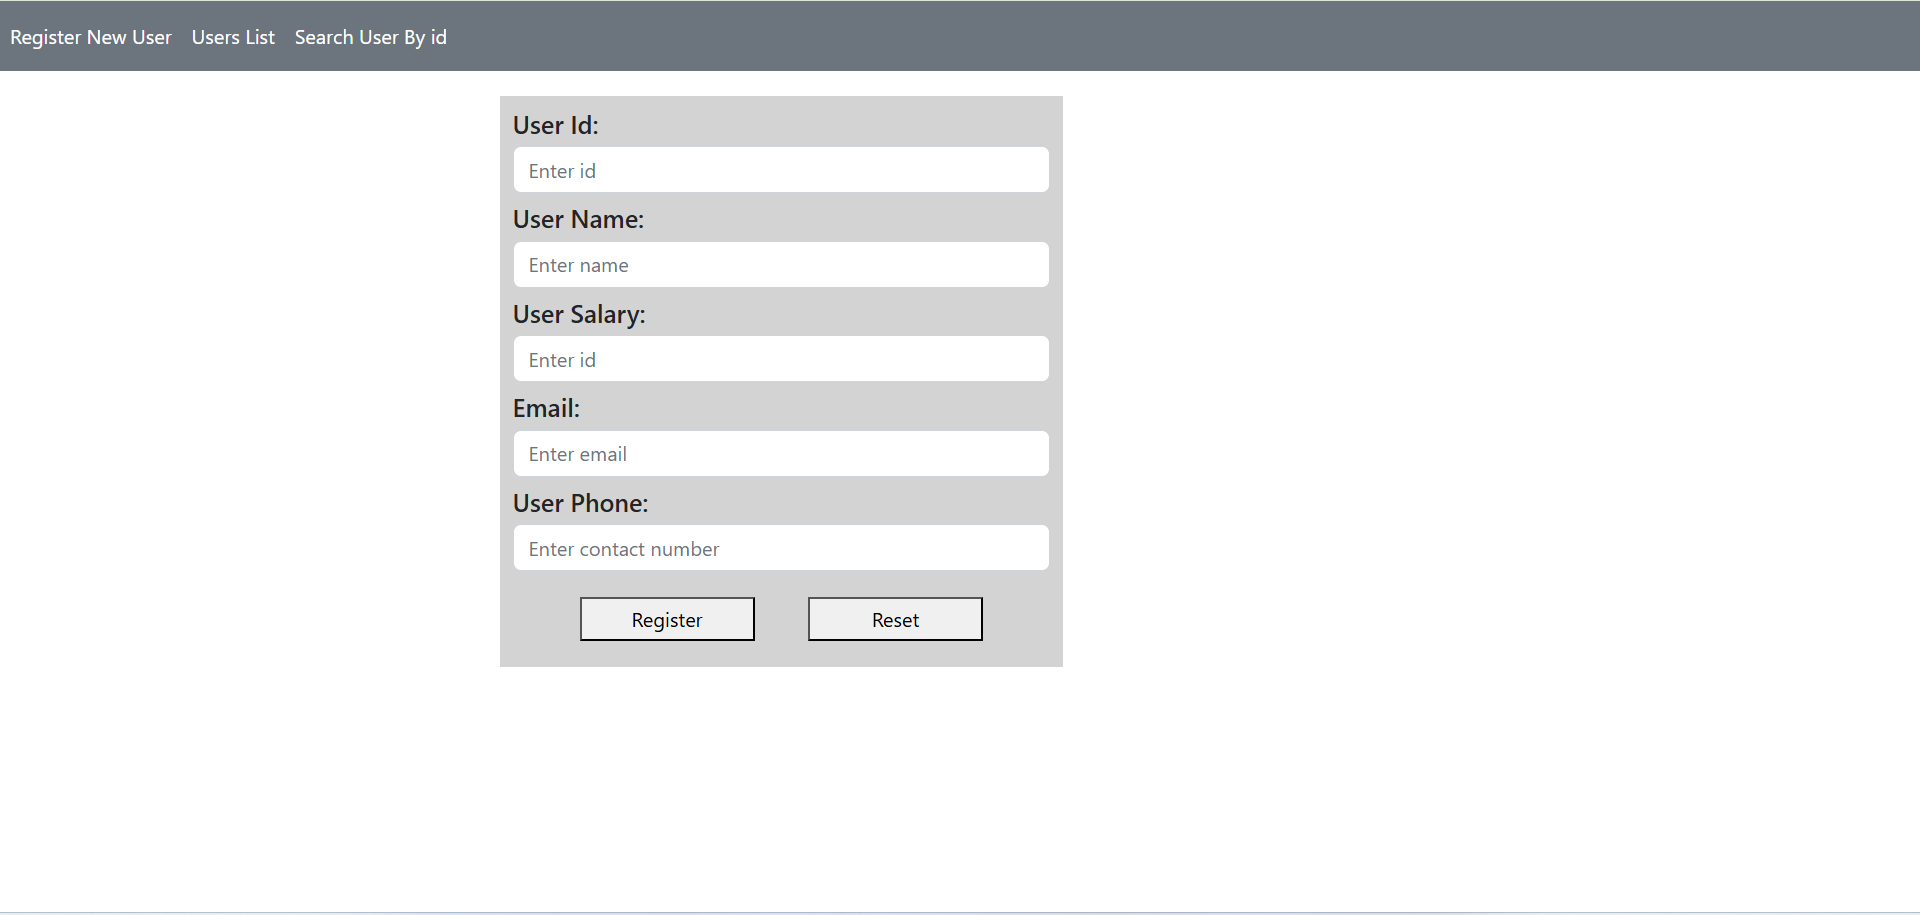 Register New User Users List Search User By id
User Id:
Enter id
User Name:
Enter name
User Salary:
Enter id
Email:
Enter email
User Phone:
Enter contact number
Register Reset